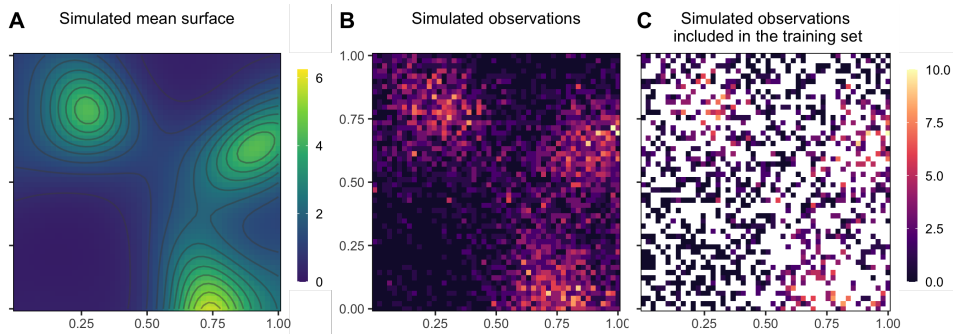 A Simulated mean surface
B Simulated observations
C Simulated observations
included in the training set
6
4
2
0
0.25 0.50 0.75 1.00
1.00
0.75
0.50
0.25
0.00
0.25 0.50 0.75 1.00
0.25 0.50 0.75 1.00
10.0
7.5
5.0
2.5
0.0